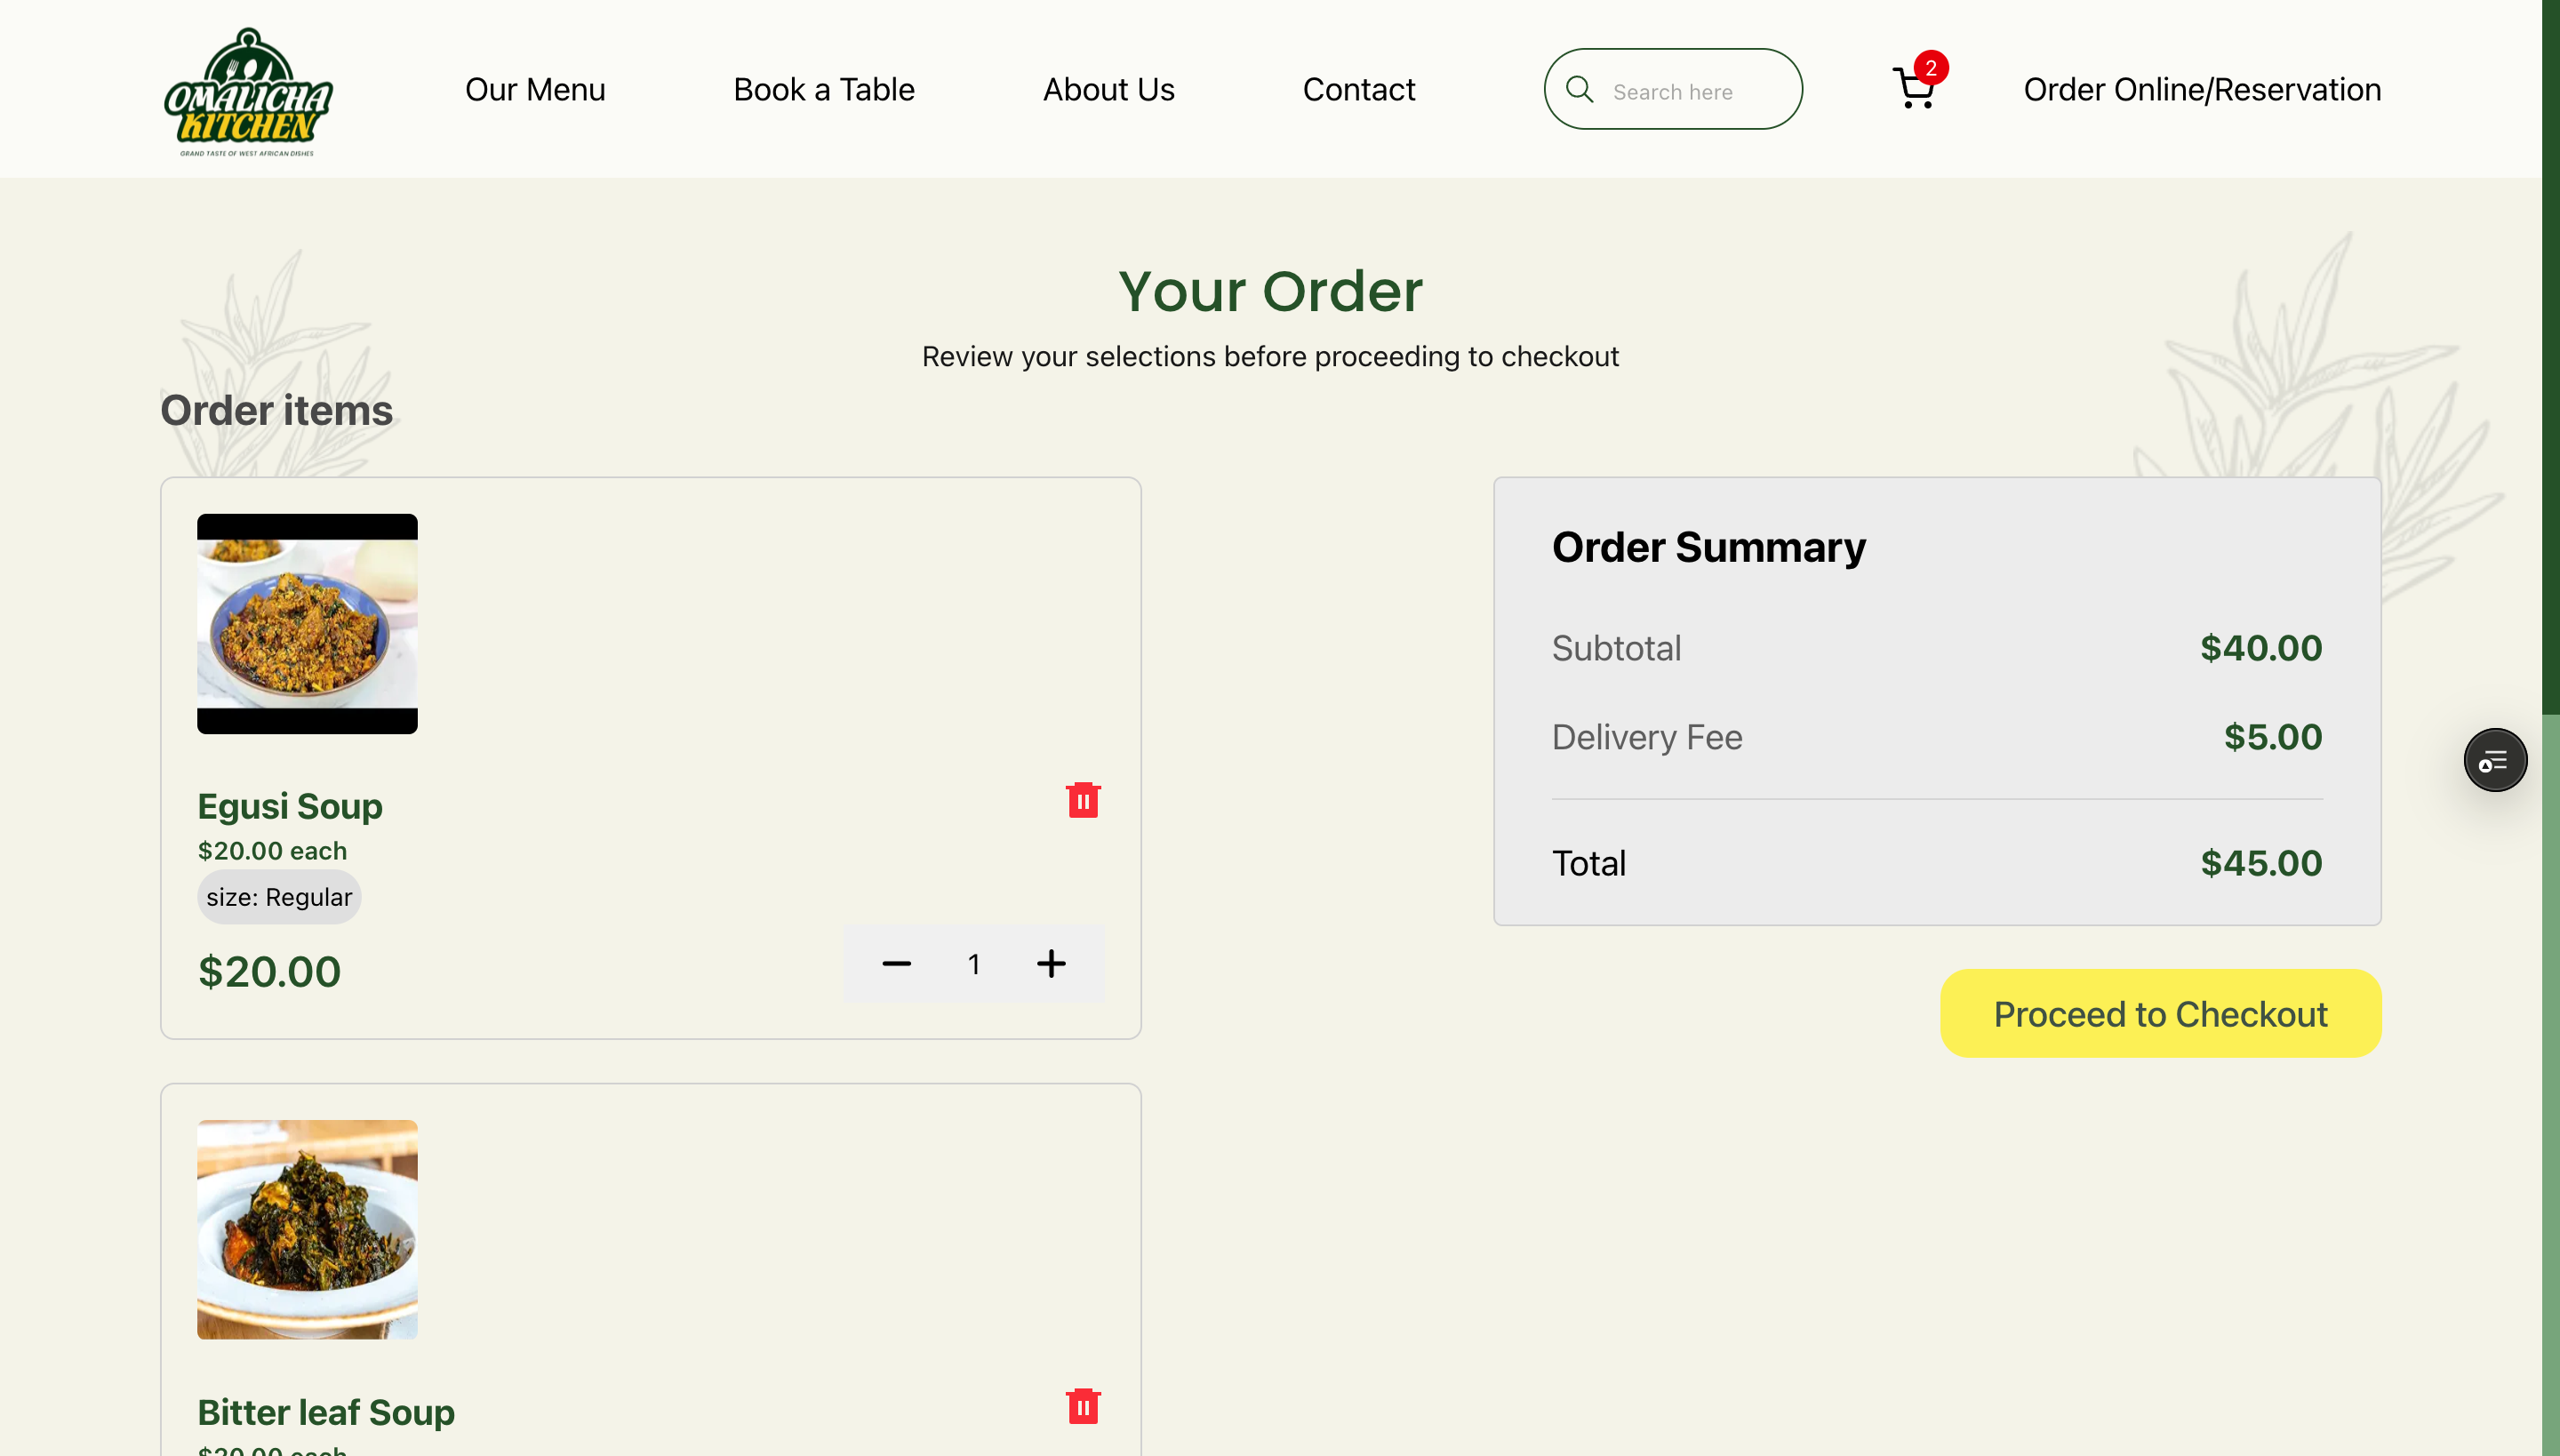 OMALICHA
KITCHEN
GRAND TASTE OF WEST AFRICAN DISHES
Our Menu
Book a Table
About Us
Contact
Search here
2
Order Online/Reservation
Your Order
Review your selections before proceeding to checkout
Order items
Egusi Soup
$20.00 each
size: Regular
$20.00
1
Order Summary
Subtotal
$40.00
Delivery Fee
$5.00
Total
$45.00
Proceed to Checkout
Bitter leaf Soup
$20.00 each